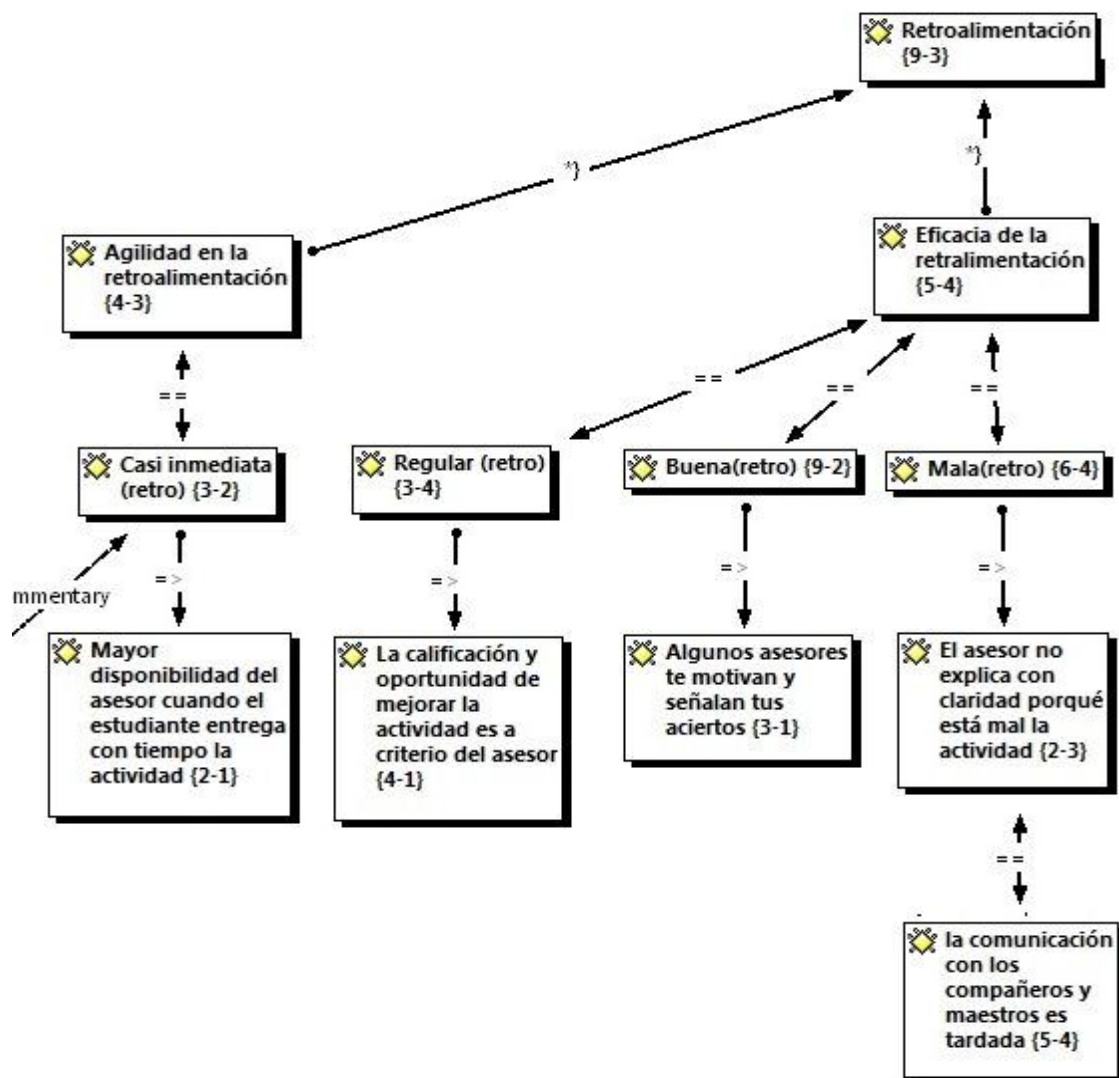 Retroalimentación
{9-3}
*}
*}
Agilidad en la
retroalimentación
{4-3}
Eficacia de la
retralimentación
{5-4}
==
==
==
==
Casi inmediata
(retro) {3-2}
Regular (retro)
{3-4}
Buena(retro) {9-2}
Mala(retro) {6-4}
=>
=>
=>
=>
mmentary
Mayor
disponibilidad del
asesor cuando el
estudiante entrega
con tiempo la
actividad {2-1}
La calificación y
oportunidad de
mejorar la
actividad es a
criterio del asesor
{4-1}
Algunos asesores
te motivan y
señalan tus
aciertos {3-1}
El asesor no
explica con
claridad porqué
está mal la
actividad {2-3}
==
la comunicación
con los
compañeros y
maestros es
tardada {5-4}